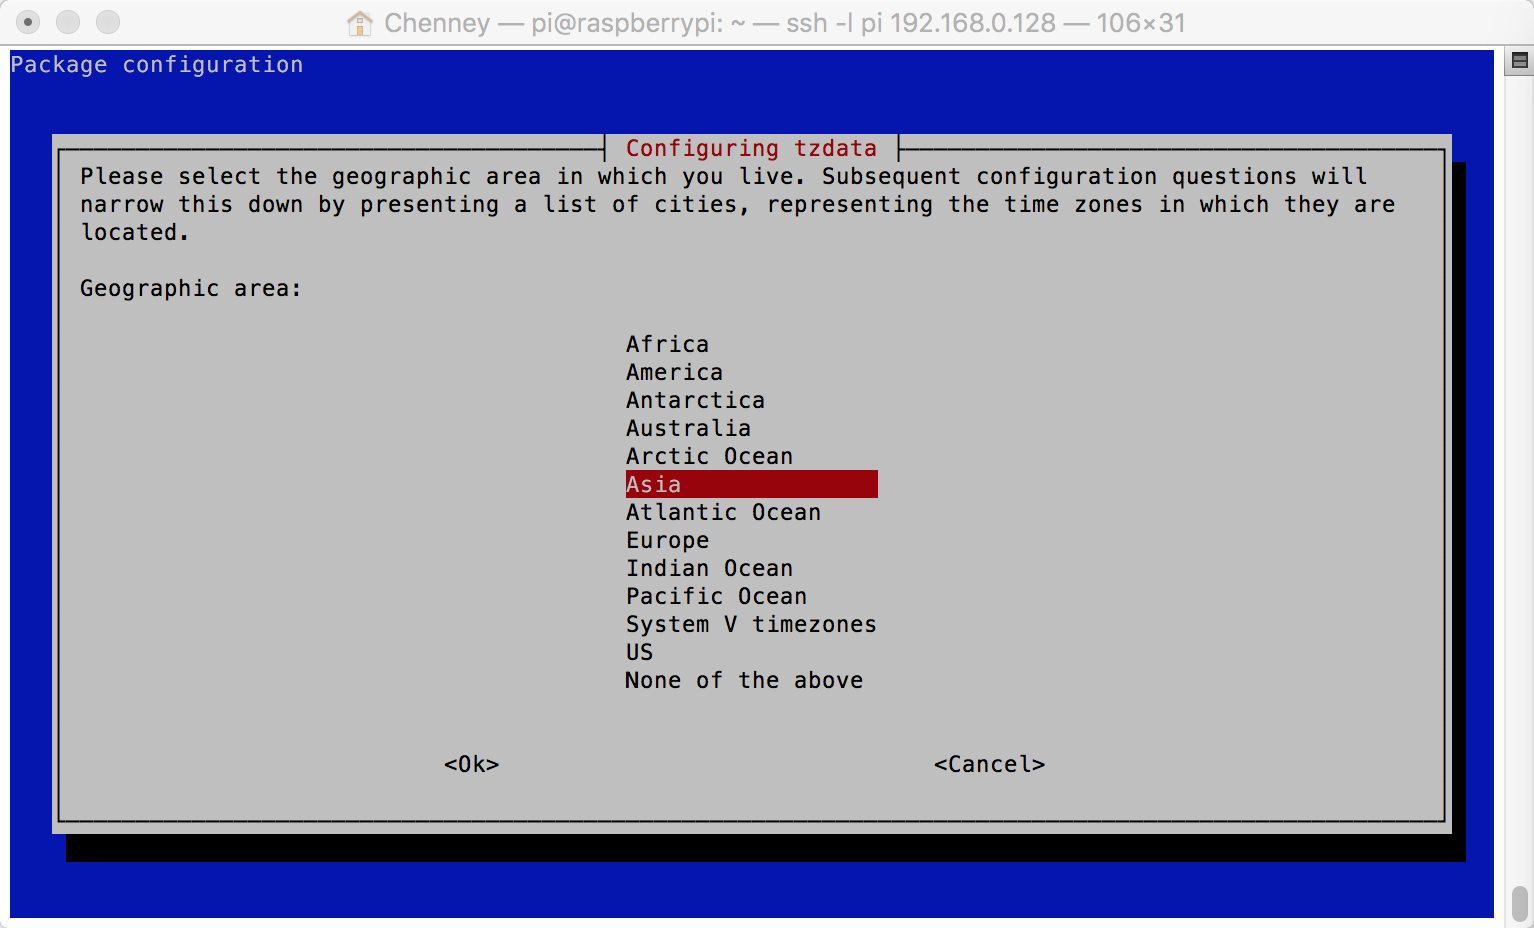 Chenney — pi@raspberrypi: ~ — ssh -l pi 192.168.0.128 — 106×31
Package configuration
Configuring tzdata
Please select the geographic area in which you live. Subsequent configuration questions will
narrow this down by presenting a list of cities, representing the time zones in which they are
located.
Geographic area:
Africa
America
Antarctica
Australia
Arctic Ocean
Asia
Atlantic Ocean
Europe
Indian Ocean
Pacific Ocean
System V timezones
US
None of the above
<Ok> <Cancel>